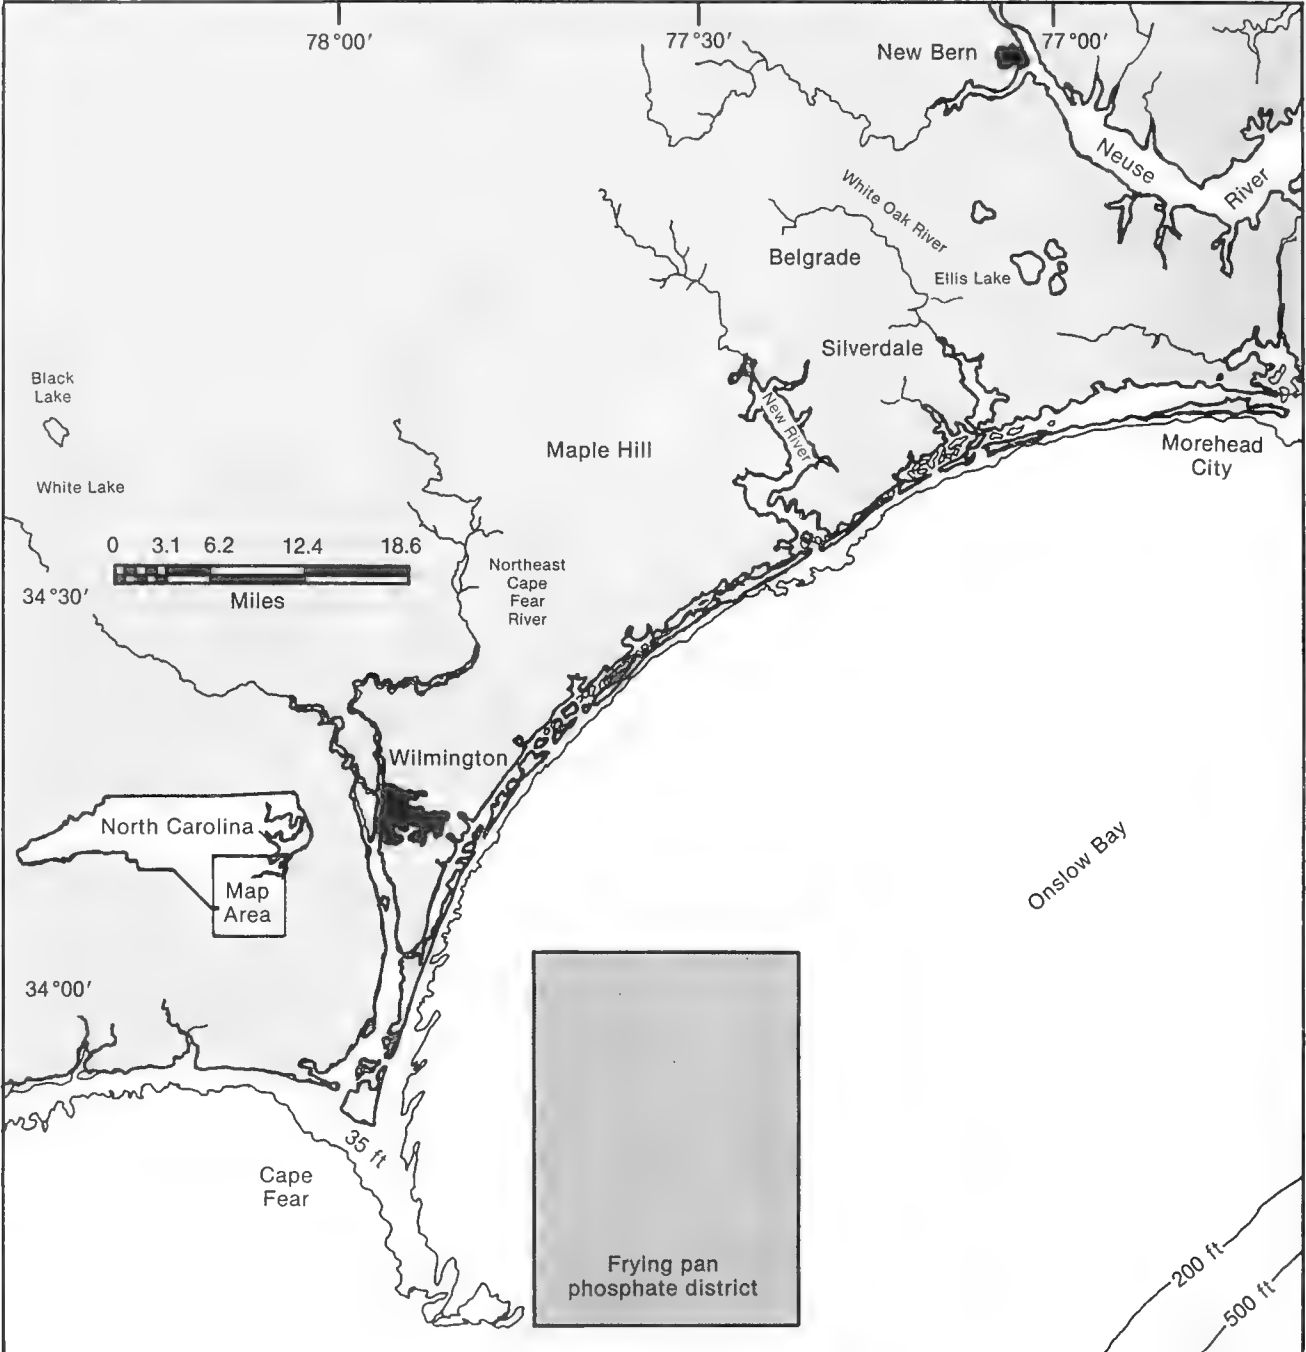 78°00′
77°30′
77°00′
New Bern
Neuse
River
White Oak River
Belgrade
Ellis Lake
Silverdale
Black
Lake
New River
Maple Hill
Morehead
City
White Lake
0 3.1 6.2 12.4 18.6
Miles
34°30′
Northeast
Cape
Fear
River
Wilmington
North Carolina
Map
Area
Onslow Bay
34°00′
35 ft
Cape
Fear
Frying pan
phosphate district
200 ft
500 ft